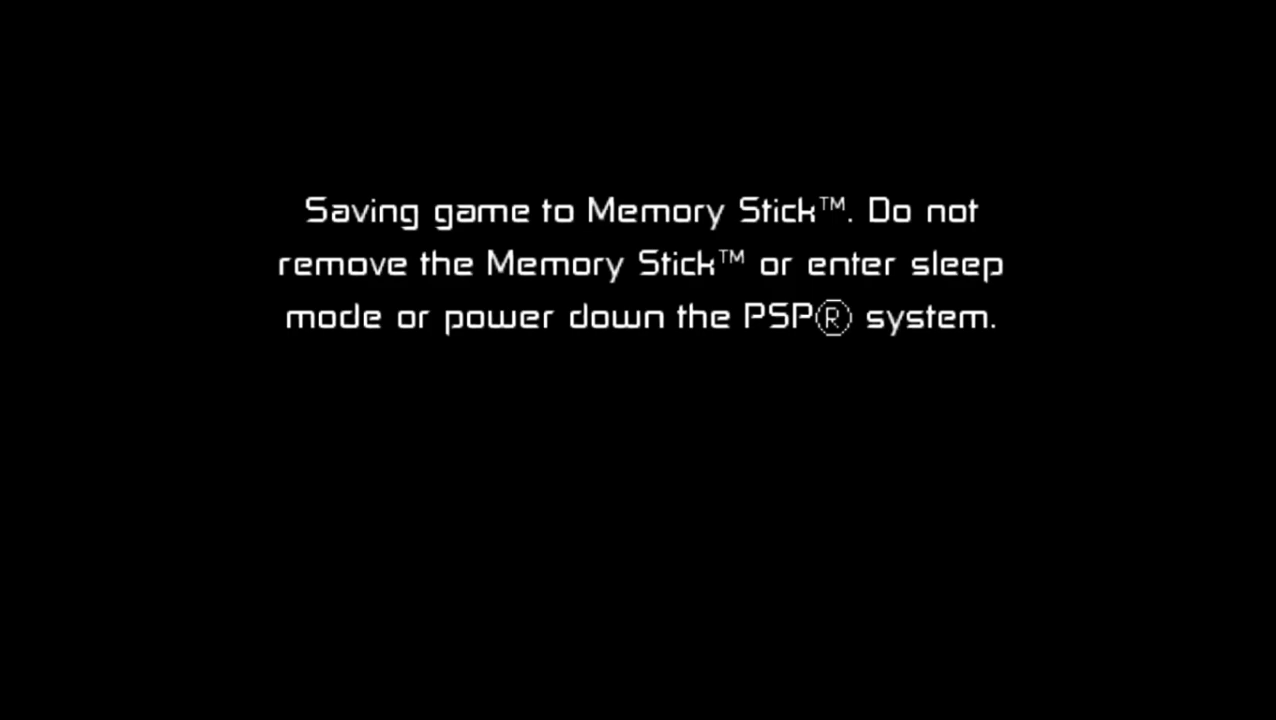 Saving game to Memory Stick™. Do not
remove the Memory Stick™ or enter sleep
mode or power down the PSP® system.